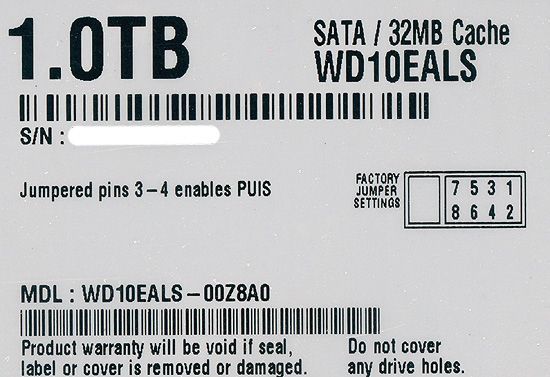 1.0TB
SATA / 32MB Cache
WD10EALS
S/N :
Jumpered pins 3-4 enables PUIS
FACTORY
JUMPER
SETTINGS
7 5 3 1
8 6 4 2
MDL : WD10EALS-00Z8A0
Product warranty will be void if seal,
label or cover is removed or damaged.
Do not cover
any drive holes.